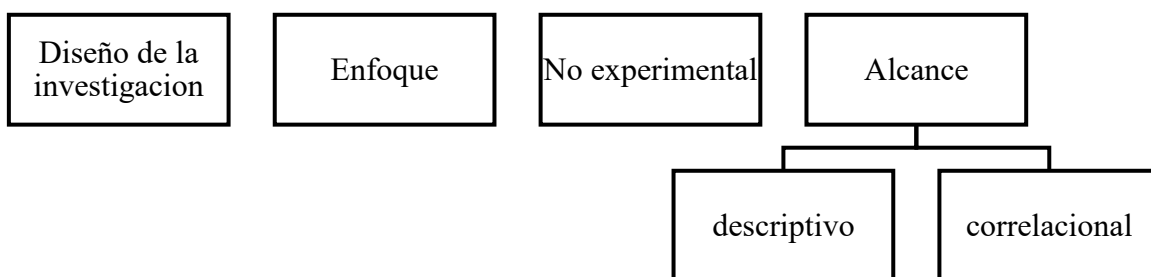 Diseño de la
investigacion
Enfoque
No experimental
Alcance
descriptivo
correlacional